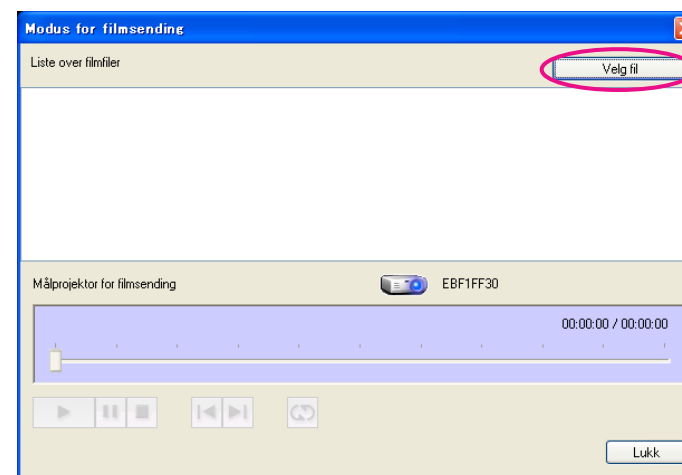 Modus for filmsending
Liste over filmfiler
Velg fil
Målprojektor for filmsending
EBF1FF30
00:00:00 / 00:00:00
Lukk